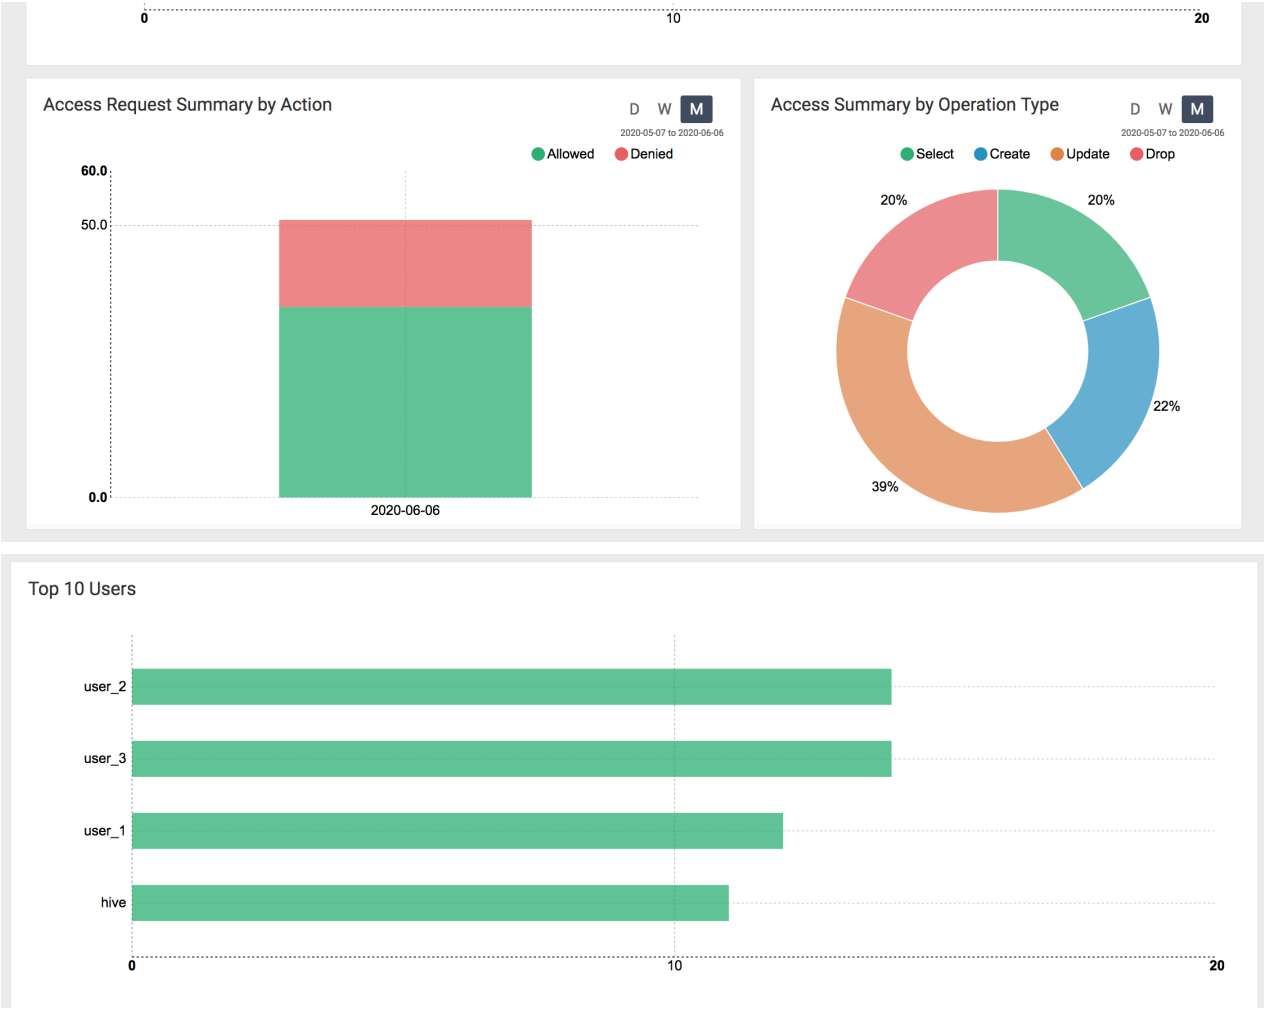 0 10 20
Access Request Summary by Action
D W M
2020-05-07 to 2020-06-06
Allowed Denied
60.0
50.0
0.0
2020-06-06
Access Summary by Operation Type
D W M
2020-05-07 to 2020-06-06
Select Create Update Drop
20% 20%
22%
39%
Top 10 Users
user_2
user_3
user_1
hive
0 10 20